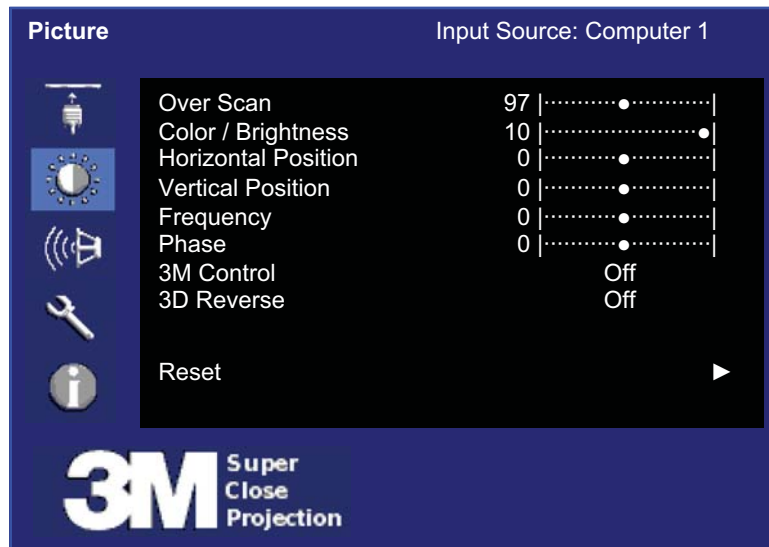 Picture Input Source: Computer 1
Over Scan 97
Color / Brightness 10
Horizontal Position 0
Vertical Position 0
Frequency 0
Phase 0
3M Control Off
3D Reverse Off
Reset
3M
Super
Close
Projection